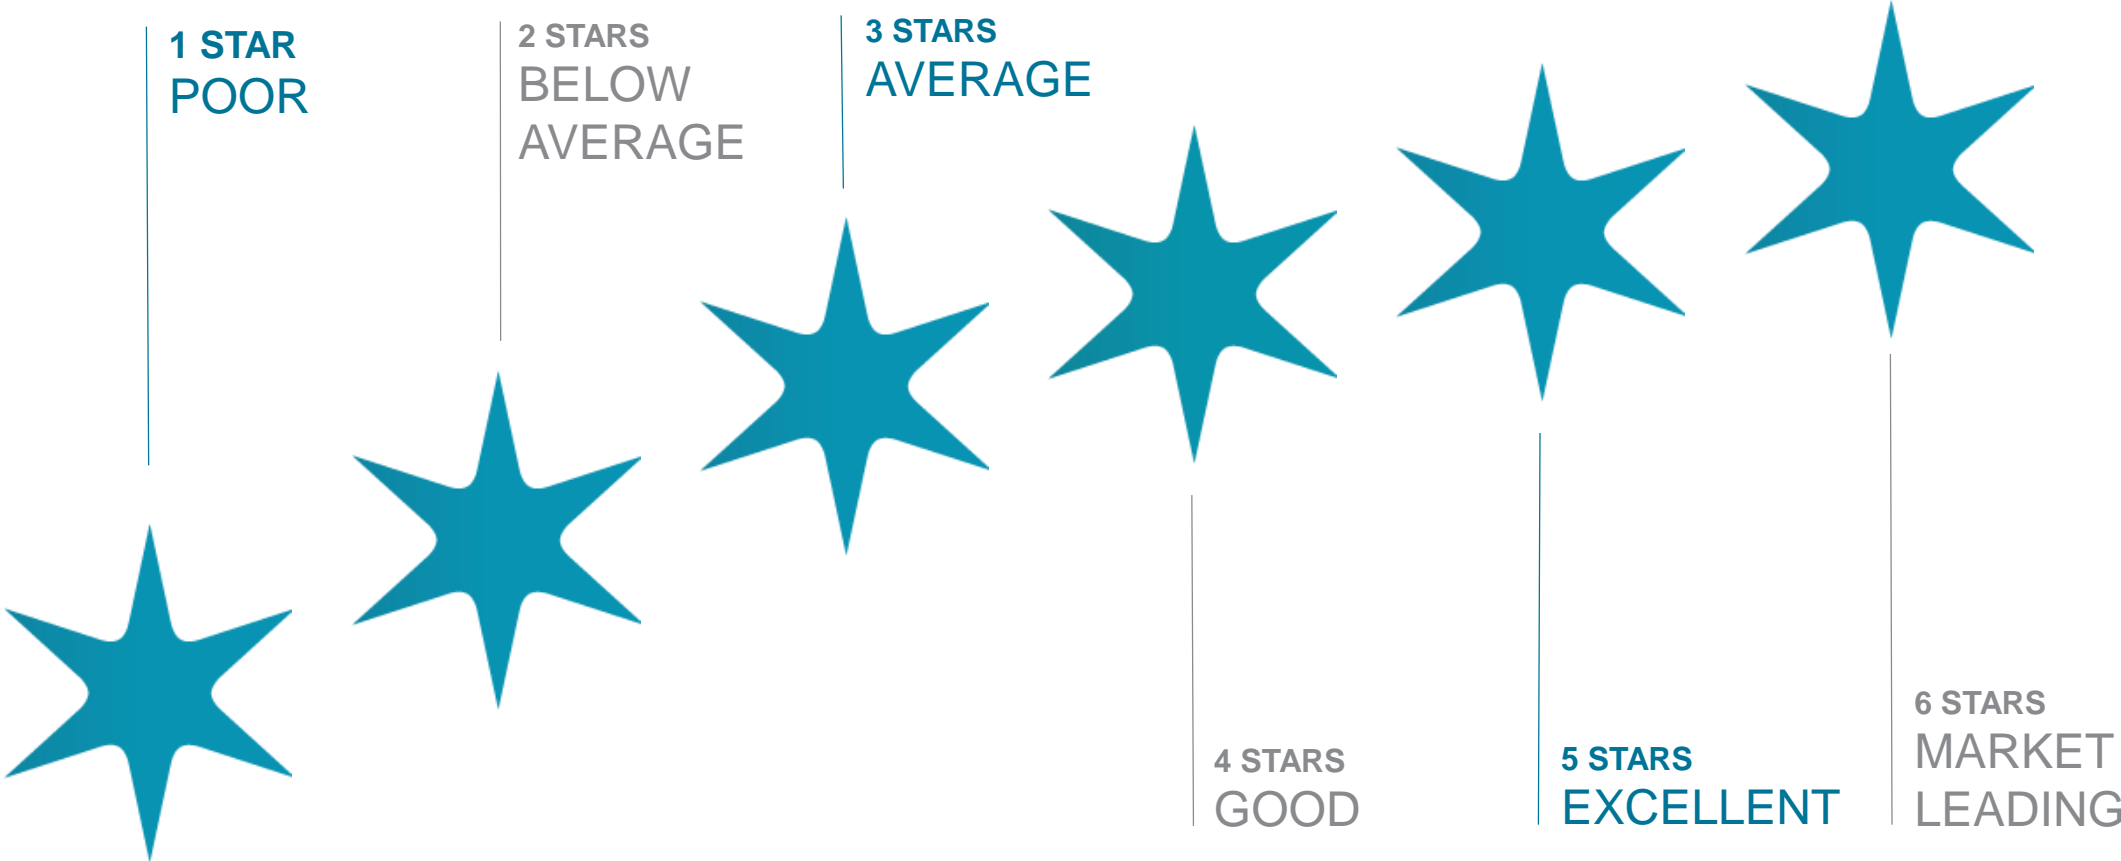 1 STAR
POOR
2 STARS
BELOW
AVERAGE
3 STARS
AVERAGE
4 STARS
GOOD
5 STARS
EXCELLENT
6 STARS
MARKET
LEADING